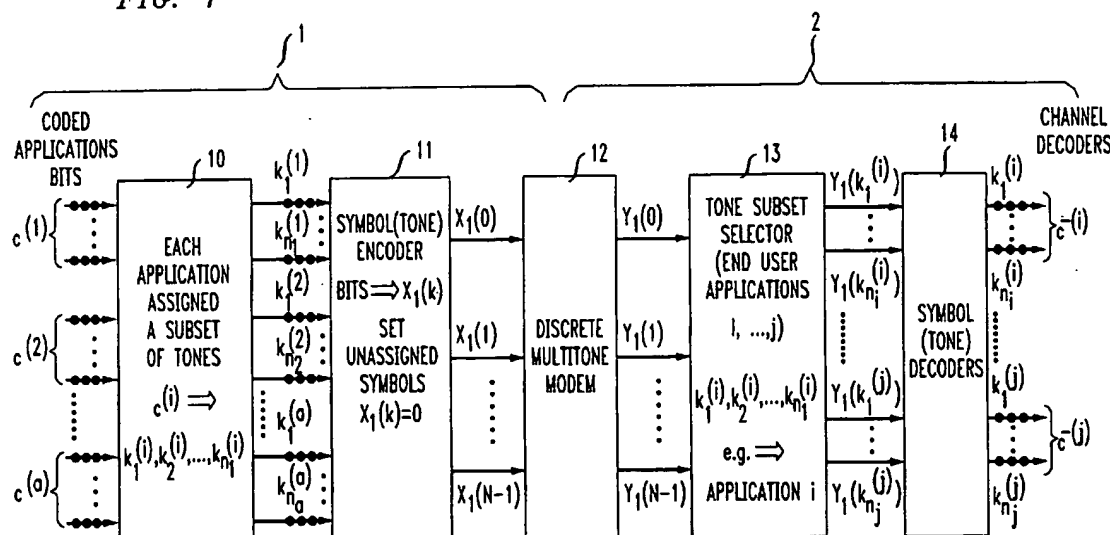 FIG. 7
1
2
CODED
APPLICATIONS
BITS
c(1)
c(2)
c(a)
10
EACH
APPLICATION
ASSIGNED
A SUBSET
OF TONES
c(i) ⇒
k1(i),k2(i),...,kn1(i)
k1(1)
kn1(1)
k1(2)
kn2(2)
k1(a)
kna(a)
11
SYMBOL(TONE)
ENCODER
BITS⇒X1(k)
SET
UNASSIGNED
SYMBOLS
X1(k)=0
X1(0)
X1(1)
X1(N-1)
12
DISCRETE
MULTITONE
MODEM
Y1(0)
Y1(1)
Y1(N-1)
13
TONE SUBSET
SELECTOR
(END USER
APPLICATIONS
i, ...,j)
k1(i),k2(i),...,kn1(i)
e.g. ⇒
APPLICATION i
Y1(k1(i))
Y1(kni(i))
Y1(k1(j))
Y1(knj(j))
14
SYMBOL
(TONE)
DECODERS
k1(i)
kni(i)
k1(j)
knj(j)
CHANNEL
DECODERS
c̄(i)
c̄(j)